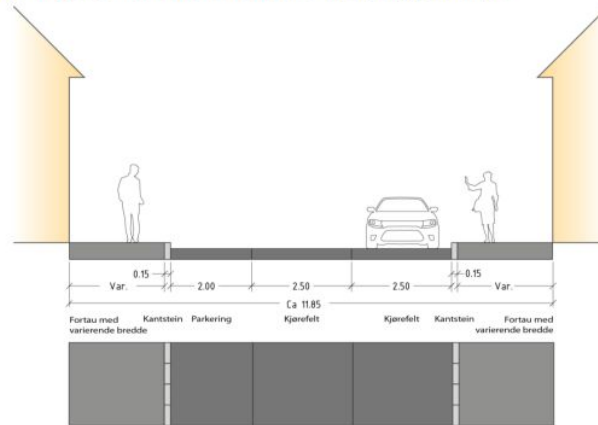 0.15
0.15
Var.
2.00
2.50
2.50
Var.
Ca 11.85
Fortau med
varierende bredde
Kantstein
Parkering
Kjørefelt
Kjørefelt
Kantstein
Fortau med
varierende bredde